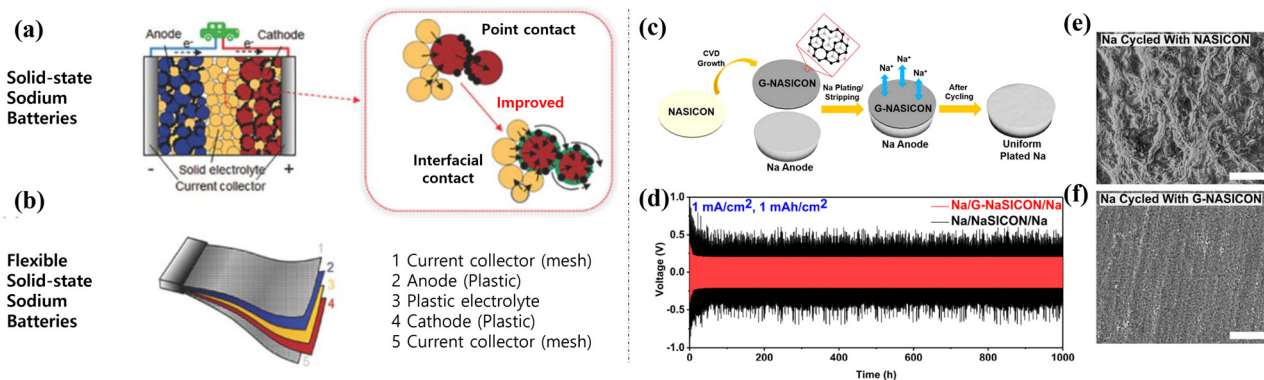 (a)
Solid-state
Sodium
Batteries
Anode
Cathode
e-
e-
-
Solid electrolyte
+
Current collector
Point contact
Improved
Interfacial
contact
(b)
Flexible
Solid-state
Sodium
Batteries
1
2
3
4
5
1 Current collector (mesh)
2 Anode (Plastic)
3 Plastic electrolyte
4 Cathode (Plastic)
5 Current collector (mesh)
(c)
NASICON
CVD
Growth
G-NASICON
Na Anode
Na Plating/
Stripping
Na⁺
Na⁺
Na⁺
G-NASICON
Na Anode
After
Cycling
Uniform
Plated Na
(d)
1 mA/cm², 1 mAh/cm²
Na/G-NaSICON/Na
Na/NaSICON/Na
Voltage (V)
1.0
0.5
0.0
-0.5
-1.0
0
200
400
600
800
1000
Time (h)
(e)
Na Cycled With NASICON
(f)
Na Cycled With G-NASICON